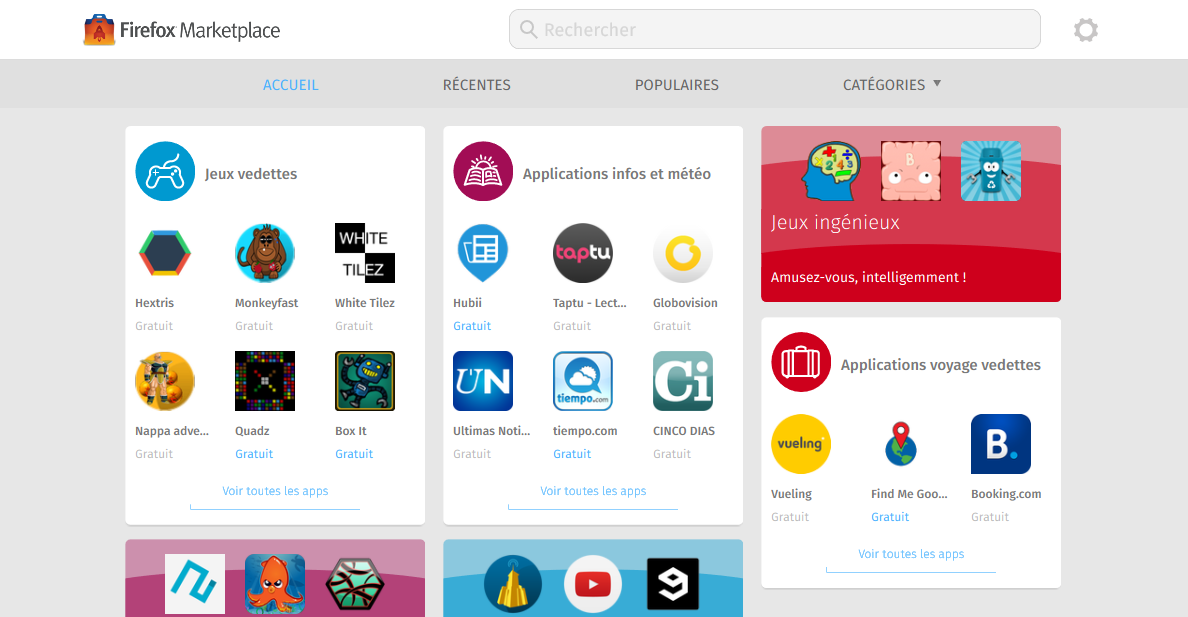 Firefox Marketplace
Rechercher
ACCUEIL RÉCENTES POPULAIRES CATÉGORIES
Jeux vedettes
WHITE
TILEZ
Hextris Monkeyfast White Tilez
Gratuit Gratuit Gratuit
Nappa adve... Quadz Box It
Gratuit Gratuit Gratuit
Voir toutes les apps
Applications infos et météo
taptu
Hubii Taptu - Lect... Globovision
Gratuit Gratuit Gratuit
UN tiempo.com Ci
Ultimas Noti... tiempo.com CINCO DIAS
Gratuit Gratuit Gratuit
Voir toutes les apps
B
Jeux ingénieux
Amusez-vous, intelligemment !
Applications voyage vedettes
vueling B.
Vueling Find Me Goo... Booking.com
Gratuit Gratuit Gratuit
Voir toutes les apps
9